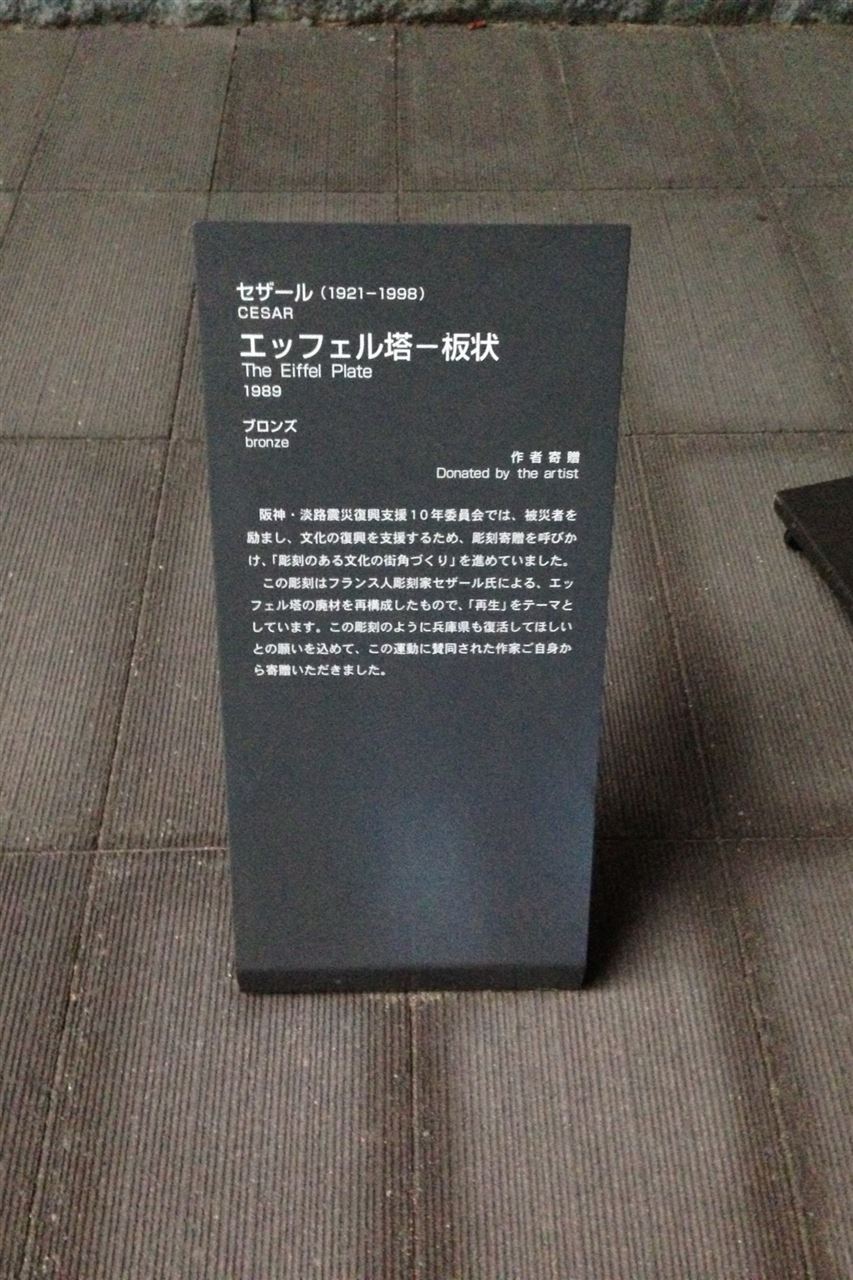 セザール（1921−1998）
CESAR
エッフェル塔－板状
The Eiffel Plate
1989
ブロンズ
bronze
作者寄贈
Donated by the artist
阪神・淡路震災復興支援10年委員会では、被災者を
励まし、文化の復興を支援するため、彫刻寄贈を呼びか
け、「彫刻のある文化の街角づくり」を進めていました。
この彫刻はフランス人彫刻家セザール氏による、エッ
フェル塔の廃材を再構成したもので、「再生」をテーマと
しています。この彫刻のように兵庫県も復活してほしい
との願いを込めて、この運動に賛同された作家ご自身か
ら寄贈いただきました。